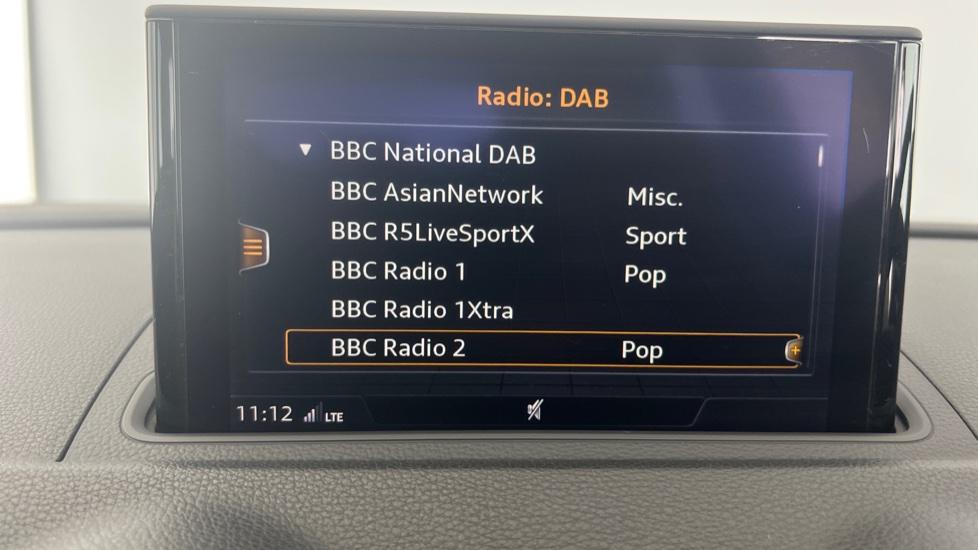 Radio: DAB
BBC National DAB
BBC AsianNetwork Misc.
BBC R5LiveSportX Sport
BBC Radio 1 Pop
BBC Radio 1Xtra
BBC Radio 2 Pop
11:12 LTE